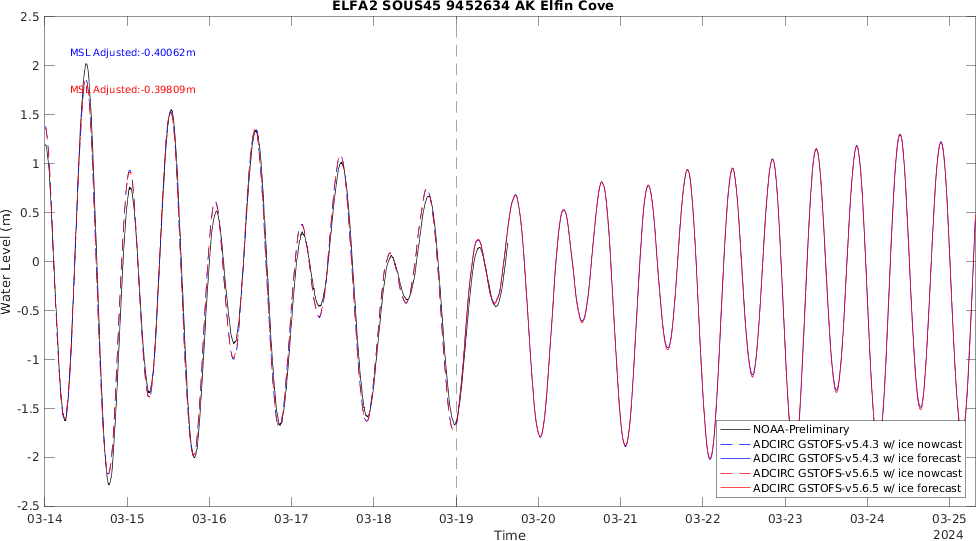 ELFA2 SOUS45 9452634 AK Elfin Cove
MSL Adjusted:-0.40062m
MSL Adjusted:-0.39809m
Water Level (m)
2.5
2
1.5
1
0.5
0
-0.5
-1
-1.5
-2
-2.5
NOAA-Preliminary
ADCIRC GSTOFS-v5.4.3 w/ ice nowcast
ADCIRC GSTOFS-v5.4.3 w/ ice forecast
ADCIRC GSTOFS-v5.6.5 w/ ice nowcast
ADCIRC GSTOFS-v5.6.5 w/ ice forecast
03-14 03-15 03-16 03-17 03-18 03-19 03-20 03-21 03-22 03-23 03-24 03-25
Time
2024